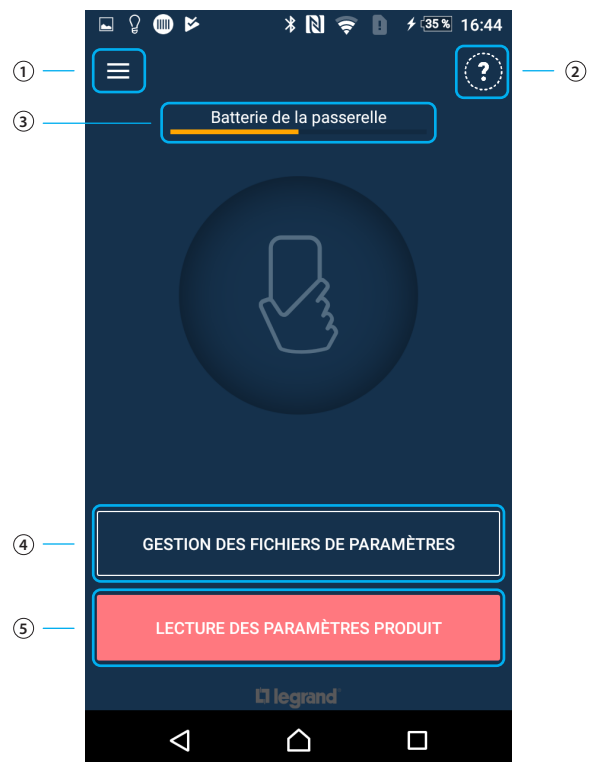 35 % 16:44
1
?
2
3
Batterie de la passerelle
4
GESTION DES FICHIERS DE PARAMÈTRES
5
LECTURE DES PARAMÈTRES PRODUIT
legrand